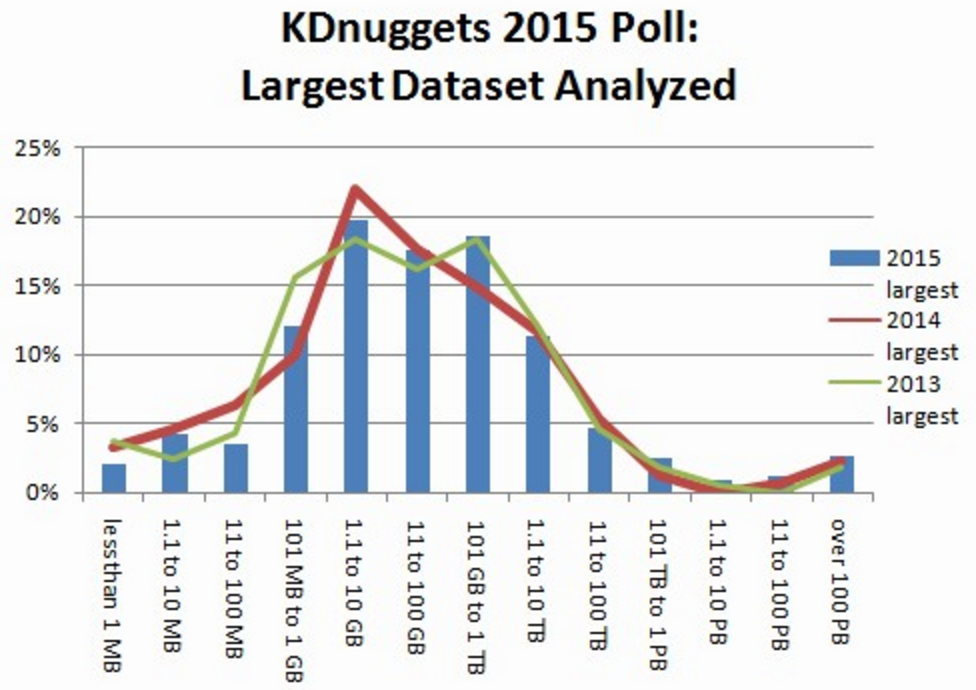 KDnuggets 2015 Poll:
Largest Dataset Analyzed
25%
20%
15%
10%
5%
0%
lessthan 1 MB
1.1 to 10 MB
11 to 100 MB
101 MB to 1 GB
1.1 to 10 GB
11 to 100 GB
101 GB to 1 TB
1.1 to 10 TB
11 to 100 TB
101 TB to 1 PB
1.1 to 10 PB
11 to 100 PB
over 100 PB
2015
largest
2014
largest
2013
largest